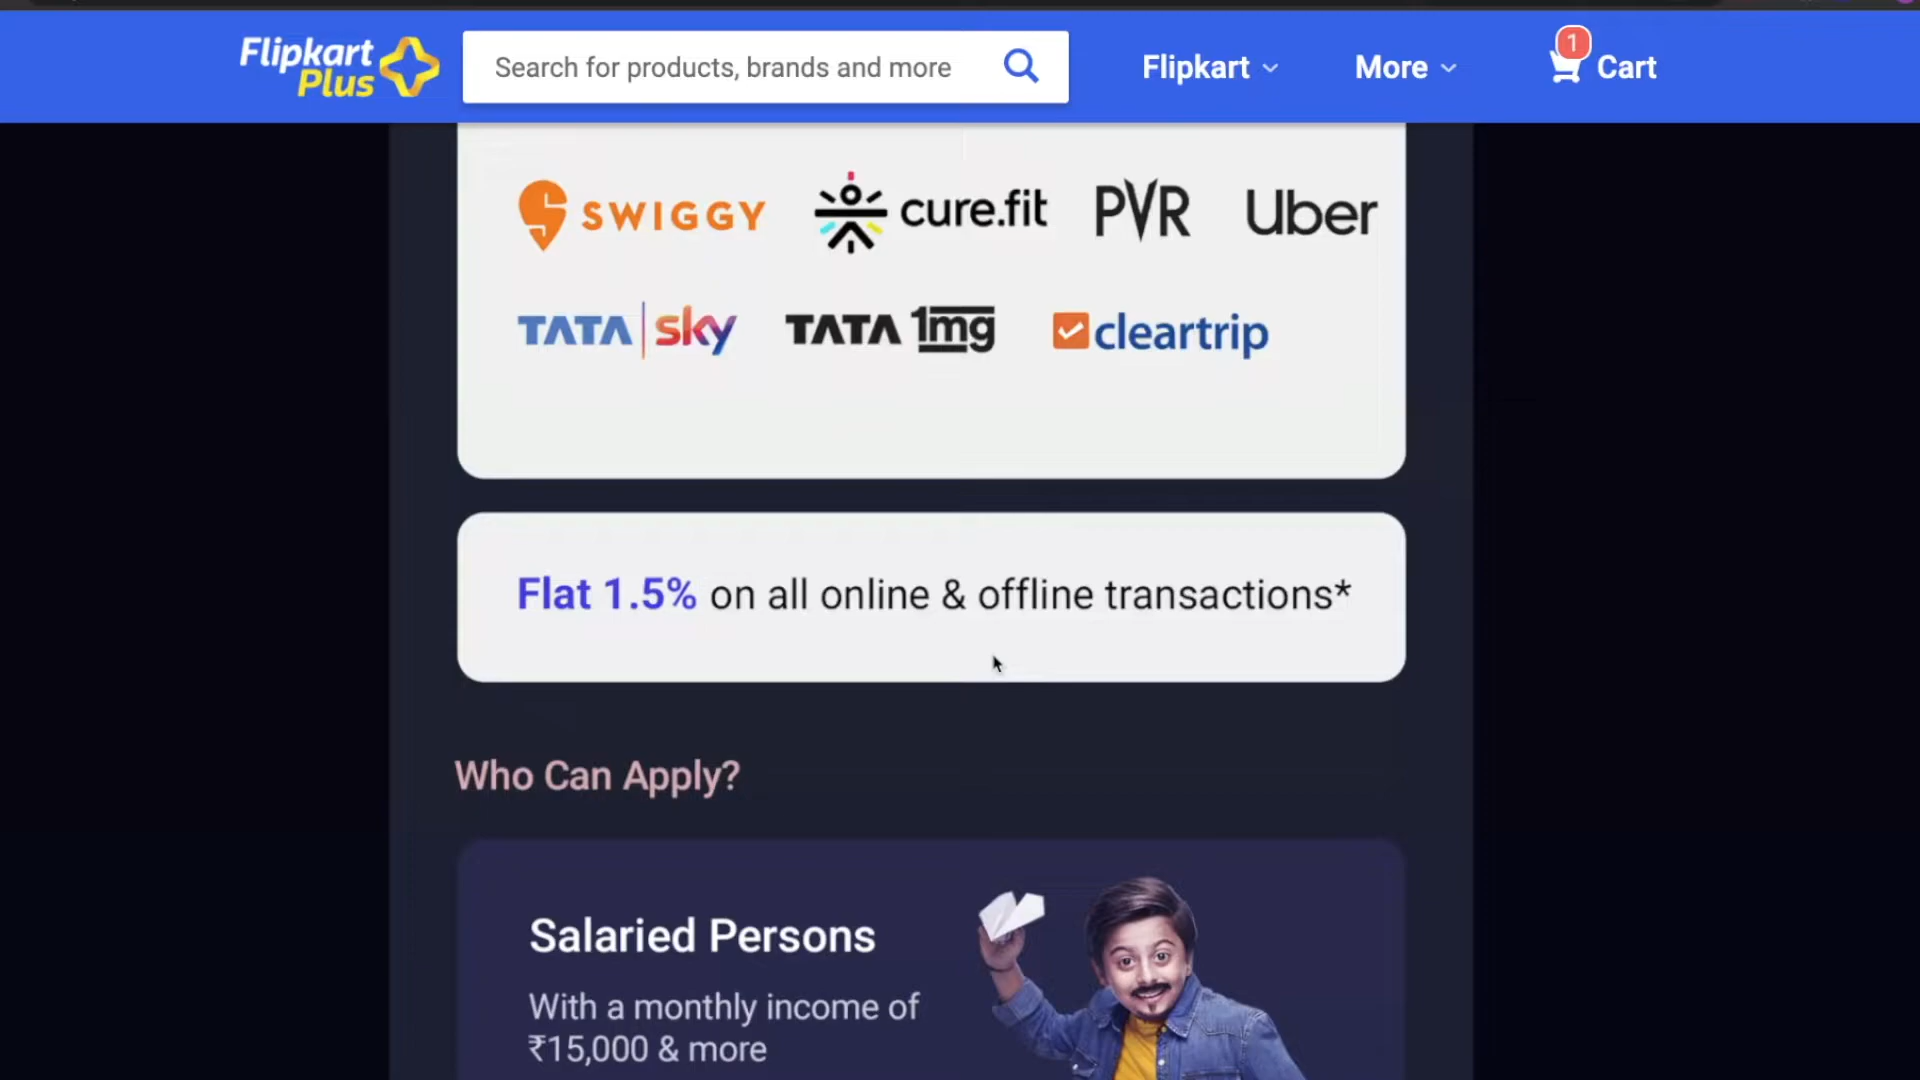 Flipkart
Plus
Search for products, brands and more
Flipkart
More
1
Cart
SWIGGY
cure.fit
PVR
Uber
TATA sky
TATA 1mg
cleartrip
Flat 1.5% on all online & offline transactions*
Who Can Apply?
Salaried Persons
With a monthly income of
₹15,000 & more